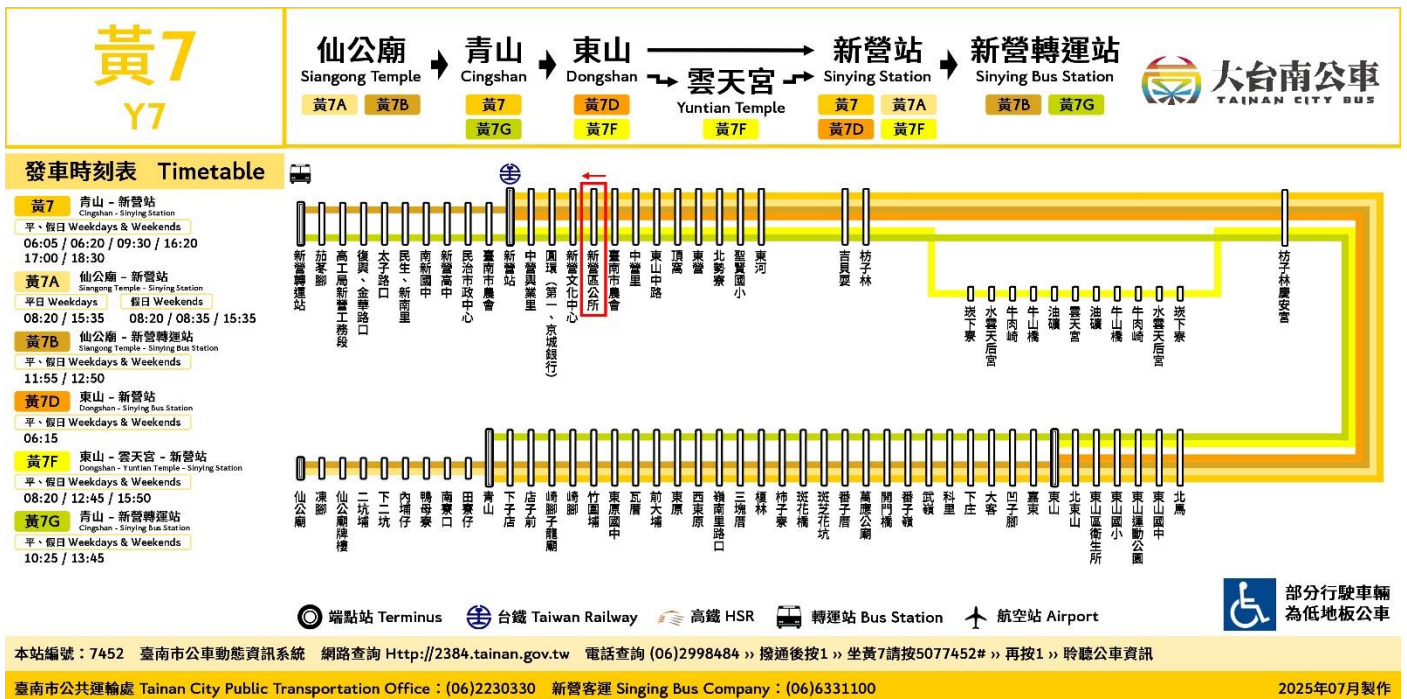 黃7
Y7
仙公廟
Siangong Temple
黃7A 黃7B
青山
Cingshan
黃7
黃7G
東山
Dongshan
黃7D
黃7F
雲天宮
Yuntian Temple
黃7F
新營站
Sinying Station
黃7 黃7A
黃7D 黃7F
新營轉運站
Sinying Bus Station
黃7B 黃7G
大台南公車
TAINAN CITY BUS
發車時刻表 Timetable
黃7 青山 – 新營站
Cingshan - Sinying Station
平、假日 Weekdays & Weekends
06:05 / 06:20 / 09:30 / 16:20
17:00 / 18:30
黃7A 仙公廟 – 新營站
Siangong Temple - Sinying Station
平日 Weekdays 假日 Weekends
08:20 / 15:35 08:20 / 08:35 / 15:35
黃7B 仙公廟 – 新營轉運站
Siangong Temple - Sinying Bus Station
平、假日 Weekdays & Weekends
11:55 / 12:50
黃7D 東山 – 新營站
Dongshan - Sinying Bus Station
平、假日 Weekdays & Weekends
06:15
黃7F 東山 – 雲天宮 – 新營站
Dongshan - Yuntian Temple - Sinying Station
平、假日 Weekdays & Weekends
08:20 / 12:45 / 15:50
黃7G 青山 – 新營轉運站
Cingshan - Sinying Bus Station
平、假日 Weekdays & Weekends
10:25 / 13:45
新營轉運站
茄苳腳
高工局新營工務段
復興、金華路口
太子路口
民生、新南里
南新國中
新營高中
民治市政中心
臺南市農會
新營站
中營興業里
圓環（第一、京城銀行）
新營文化中心
新營區公所
臺南市農會
中營里
東山中路
頂窩
東營
北勢寮
聖賢國小
東河
吉貝耍
枋子林
崁下寮
水雲天后宮
牛肉崎
牛山橋
油礦
雲天宮
油礦
牛山橋
牛肉崎
水雲天后宮
崁下寮
枋子林慶安宮
仙公廟
凍腳
仙公廟牌樓
二坑埔
下二坑
內埔仔
鴨母寮
南寮口
田寮仔
青山
下子店
店子前
崎腳子龍廟
崎腳
竹圍埔
東原國中
瓦厝
前大埔
東原
西東原
嶺南里路口
三塊厝
檳林
柿子寮
斑花橋
斑芝花坑
番子厝
萬應公廟
開門橋
番子嶺
武嶺
科里
下庄
大客
凹子腳
嘉東
東山
北東山
東山區衛生所
東山國小
東山運動公園
東山國中
北馬
端點站 Terminus
台鐵 Taiwan Railway
高鐵 HSR
轉運站 Bus Station
航空站 Airport
部分行駛車輛
為低地板公車
本站編號：7452 臺南市公車動態資訊系統 網路查詢 Http://2384.tainan.gov.tw 電話查詢 (06)2998484 ›› 撥通後按1 ›› 坐黃7請按5077452# ›› 再按1 ›› 聆聽公車資訊
臺南市公共運輸處 Tainan City Public Transportation Office：(06)2230330 新營客運 Singing Bus Company：(06)6331100
2025年07月製作